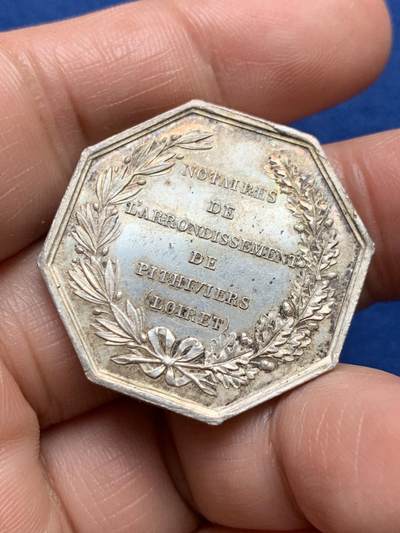 NOTAIRES
DE
L'ARRONDISSEMENT
DE
PITHIVIERS
(LOIRET)